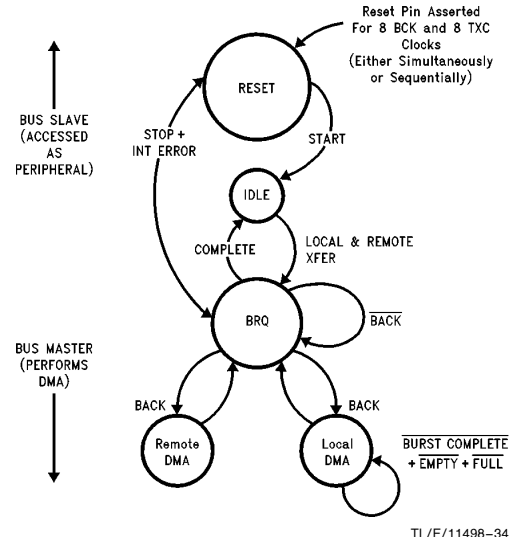 Reset Pin Asserted
For 8 BCK and 8 TXC
Clocks
(Either Simultaneously
or Sequentially)
RESET
BUS SLAVE
(ACCESSED
AS
PERIPHERAL)
STOP +
INT ERROR
START
IDLE
COMPLETE
LOCAL & REMOTE
XFER
BRQ
BACK
BUS MASTER
(PERFORMS
DMA)
BACK
BACK
Remote
DMA
Local
DMA
BURST COMPLETE
+ EMPTY + FULL
TL/F/11498-34